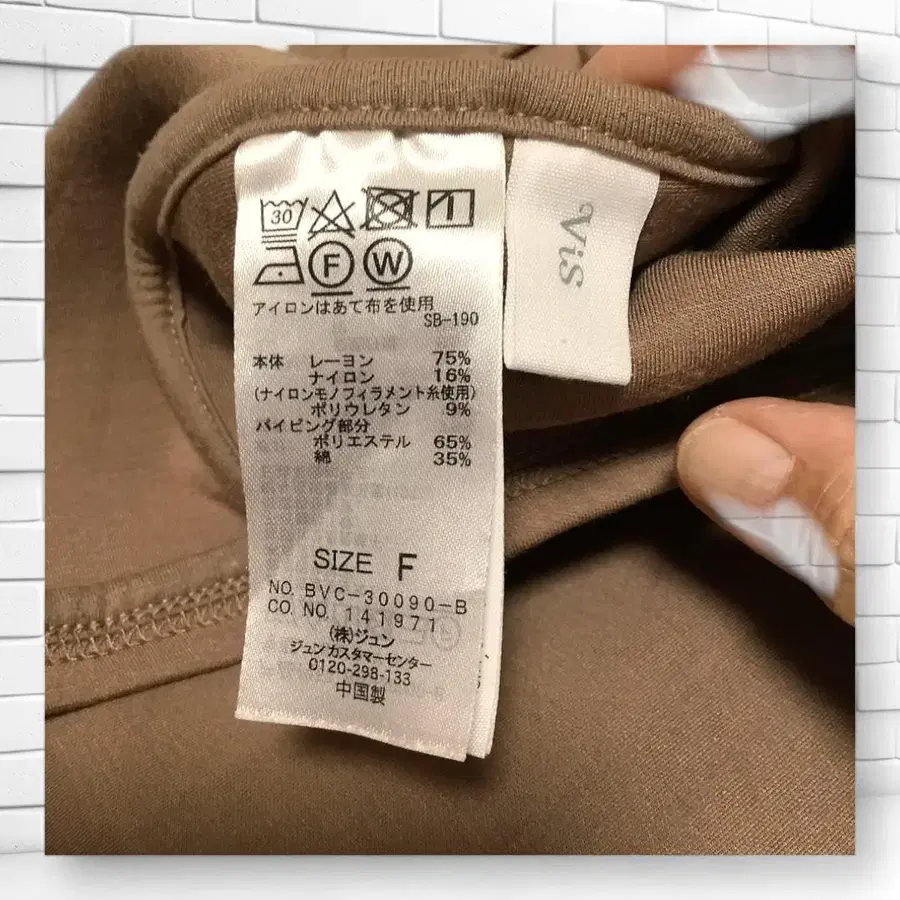 30
F W
アイロンはあて布を使用
SB-190
本体 レーヨン 75%
ナイロン 16%
(ナイロンモノフィラメント糸使用)
ポリウレタン 9%
パイピング部分
ポリエステル 65%
綿 35%
SIZE F
NO. BVC-30090-B
CO. NO. 141971
(株)ジュン
ジュンカスタマーセンター
0120-298-133
中国製
ViS